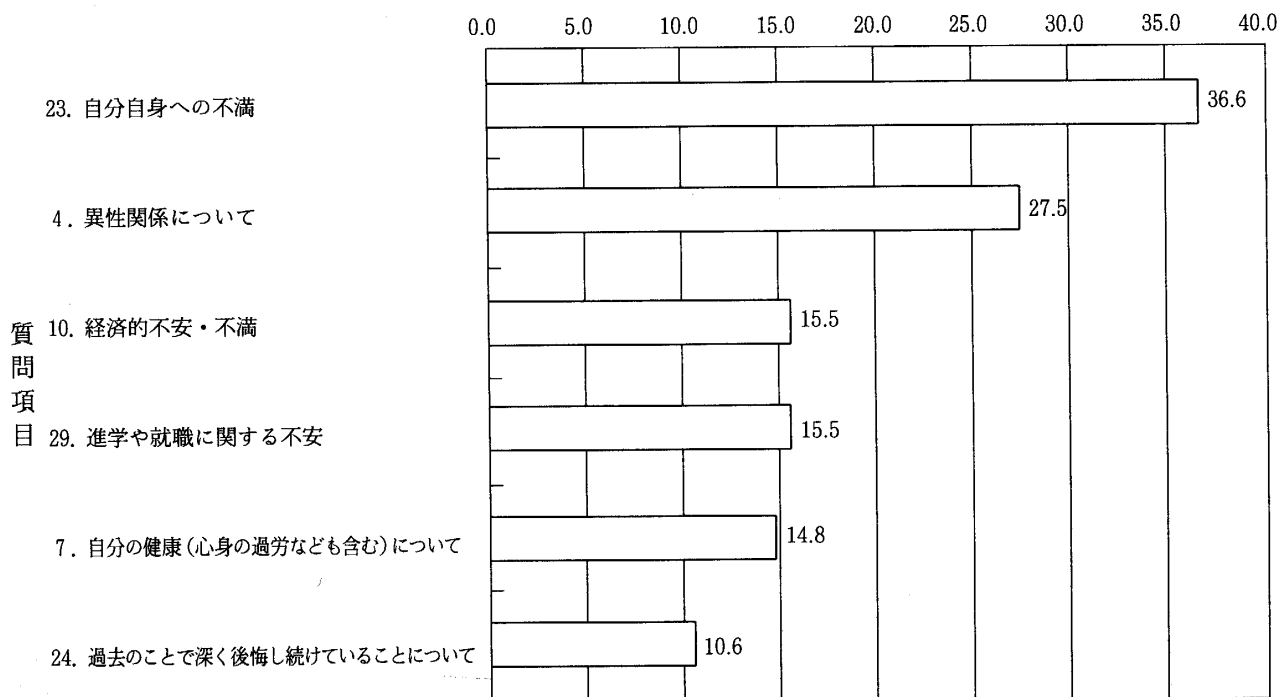 0.0 5.0 10.0 15.0 20.0 25.0 30.0 35.0 40.0
23. 自分自身への不満 36.6
4. 異性関係について 27.5
質問項目
10. 経済的不安・不満 15.5
29. 進学や就職に関する不安 15.5
7. 自分の健康(心身の過労なども含む)について 14.8
24. 過去のことで深く後悔し続けていることについて 10.6